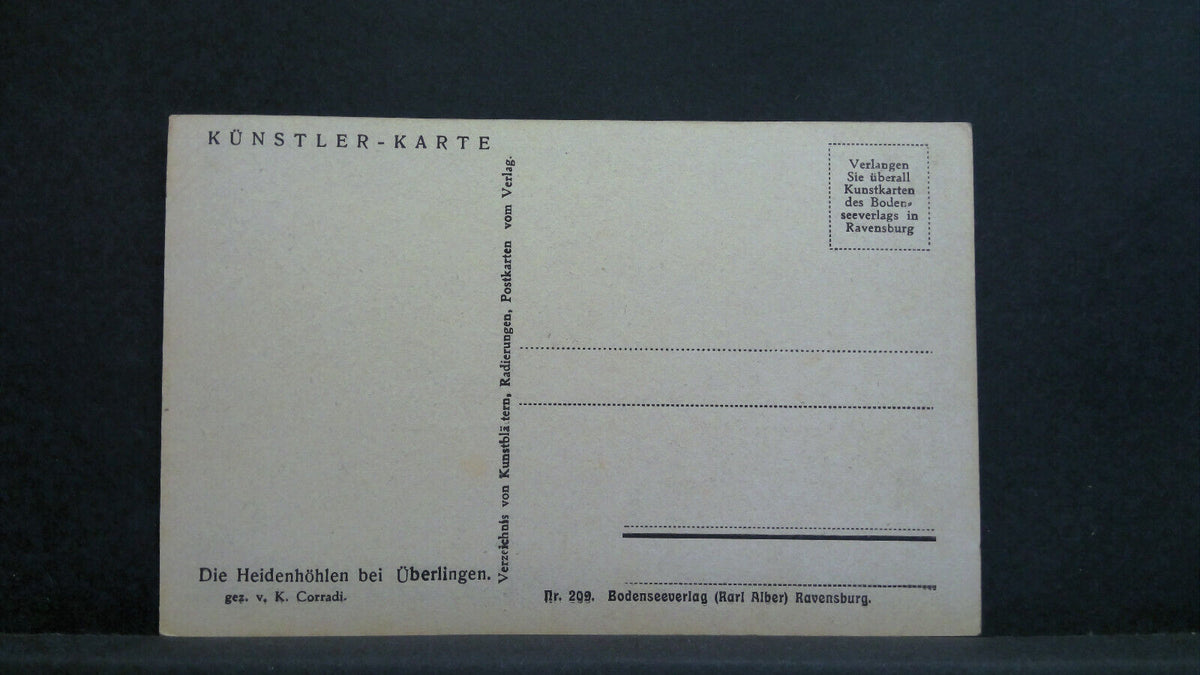 KÜNSTLER-KARTE
Verlangen
Sie überall
Kunstkarten
des Boden-
seeverlags in
Ravensburg
Verzeichnis von Kunstblättern, Radierungen, Postkarten vom Verlag.
Die Heidenhöhlen bei Überlingen.
gez. v. K. Corradi.
Nr. 209. Bodenseeverlag (Karl Alber) Ravensburg.